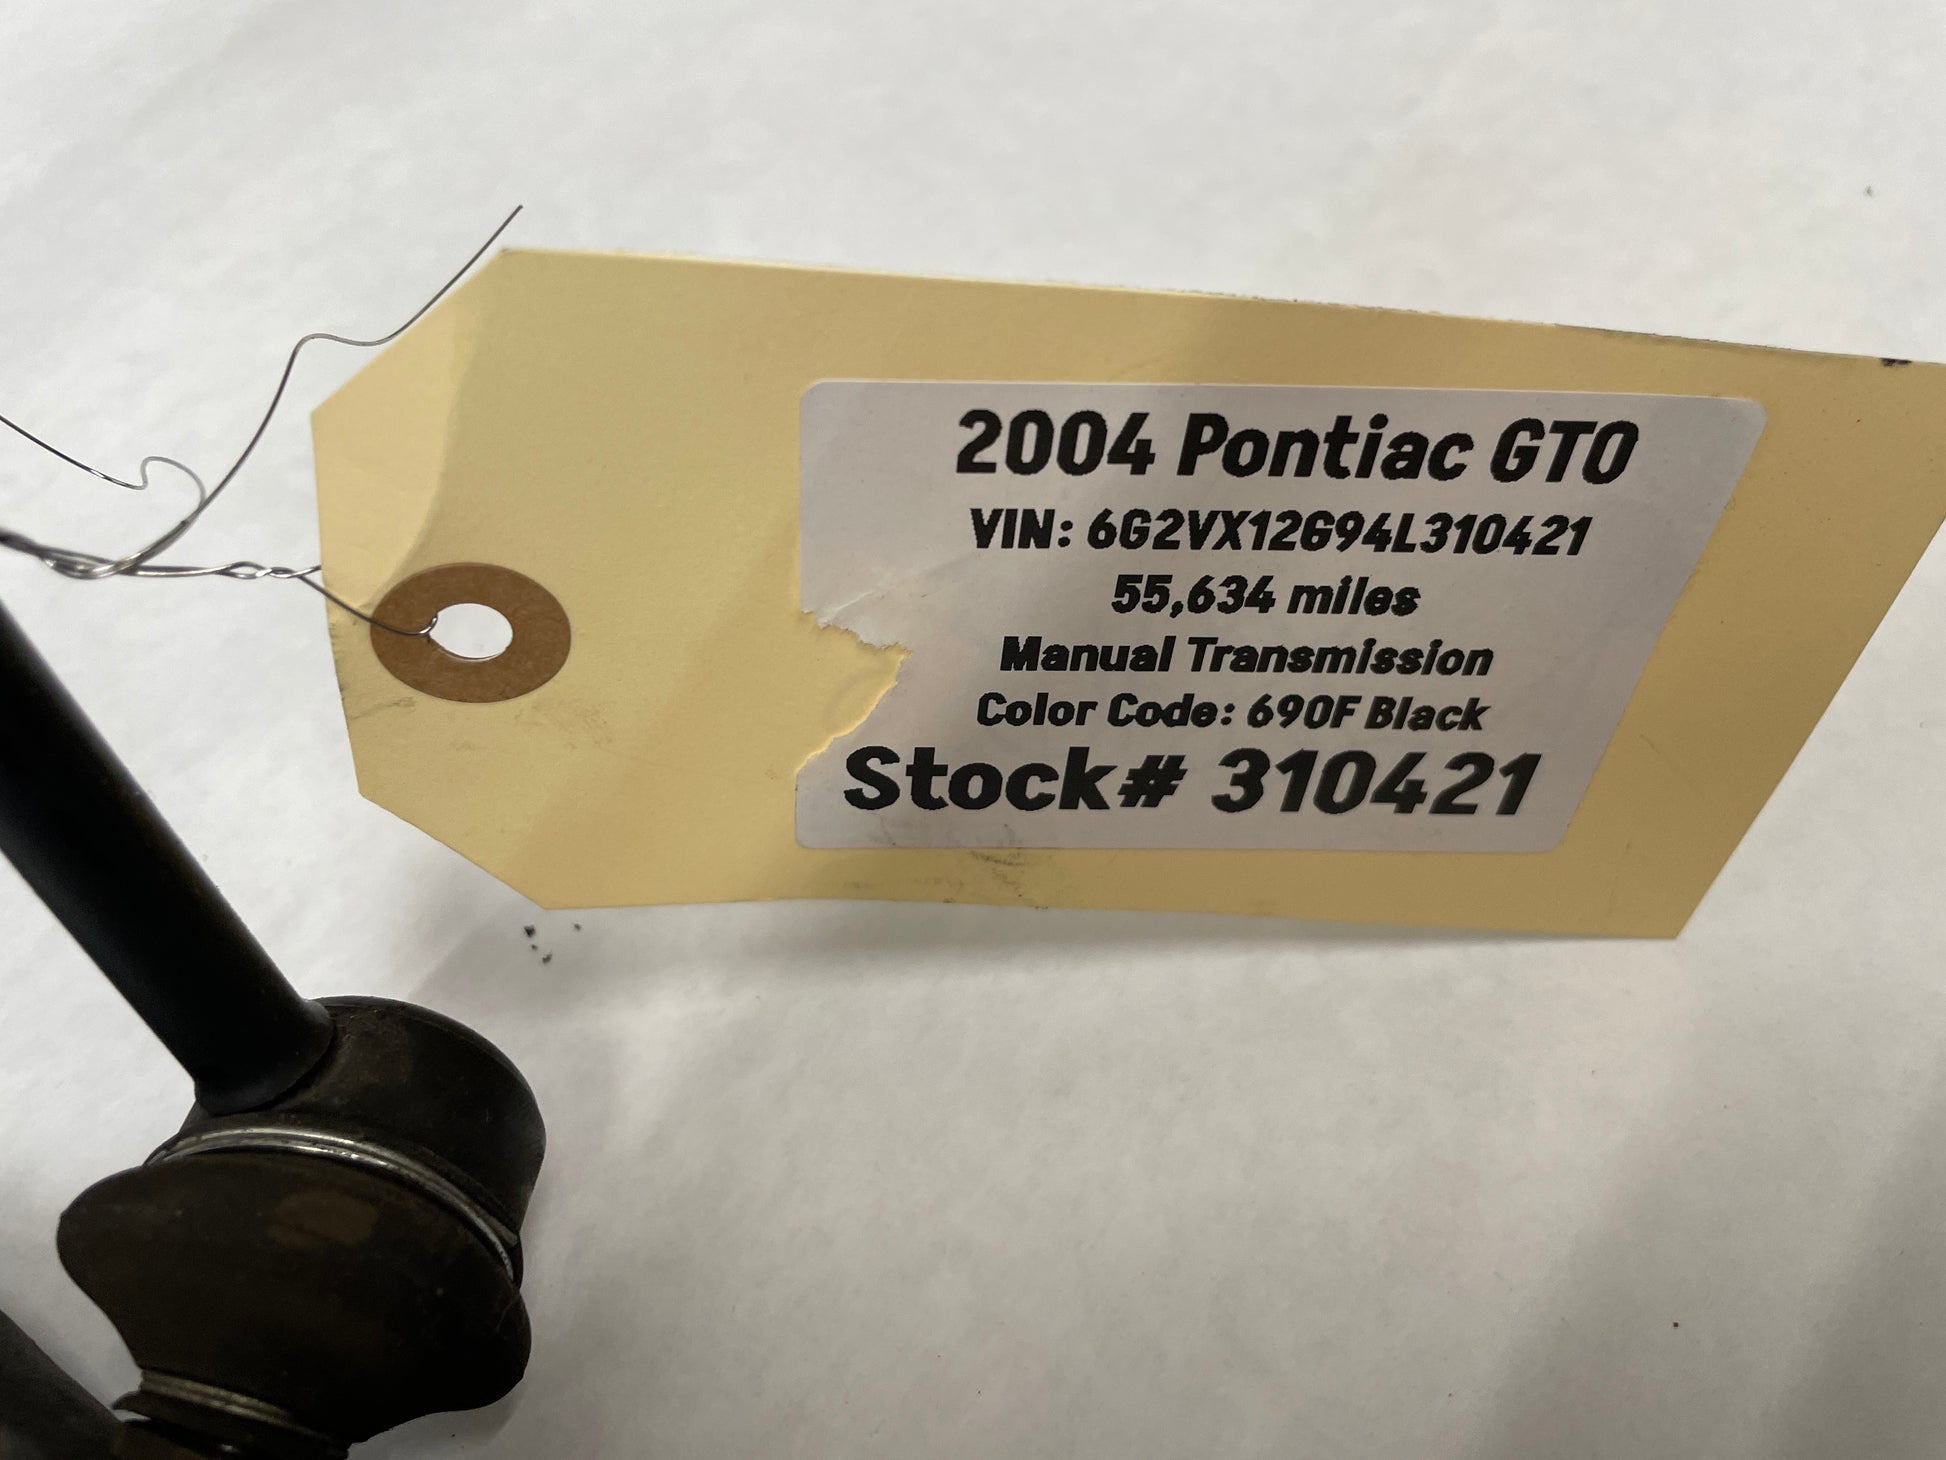 2004 Pontiac GTO
VIN: 6G2VX12G94L310421
55,634 miles
Manual Transmission
Color Code: 690F Black
Stock# 310421